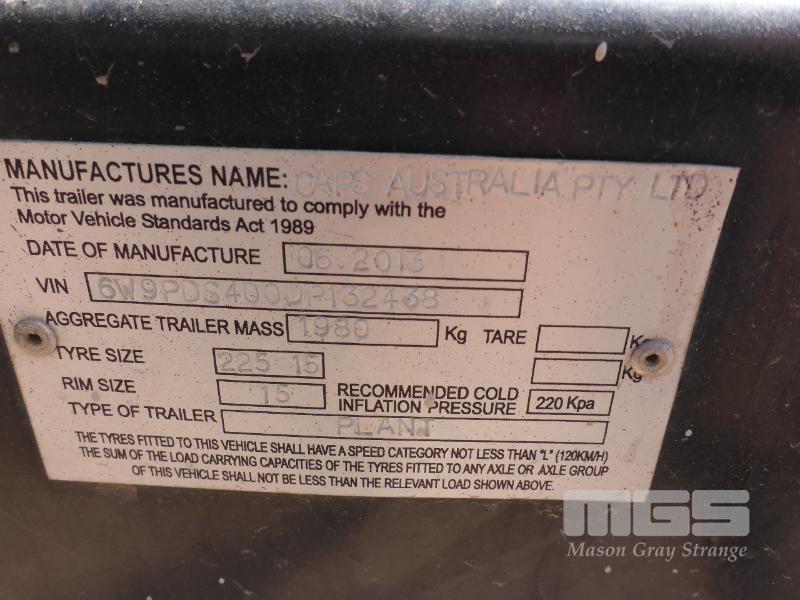 MANUFACTURES NAME: CAPS AUSTRALIA PTY LTD
This trailer was manufactured to comply with the
Motor Vehicle Standards Act 1989
DATE OF MANUFACTURE 06.2013
VIN 6W9PDS400DP132438
AGGREGATE TRAILER MASS 1980 Kg TARE K
TYRE SIZE 225 15 Kg
RIM SIZE 15 RECOMMENDED COLD INFLATION PRESSURE 220 Kpa
TYPE OF TRAILER PLANT
THE TYRES FITTED TO THIS VEHICLE SHALL HAVE A SPEED CATEGORY NOT LESS THAN "L" (120KM/H)
THE SUM OF THE LOAD CARRYING CAPACITIES OF THE TYRES FITTED TO ANY AXLE OR AXLE GROUP
OF THIS VEHICLE SHALL NOT BE LESS THAN THE RELEVANT LOAD SHOWN ABOVE.
MGS
Mason Gray Strange